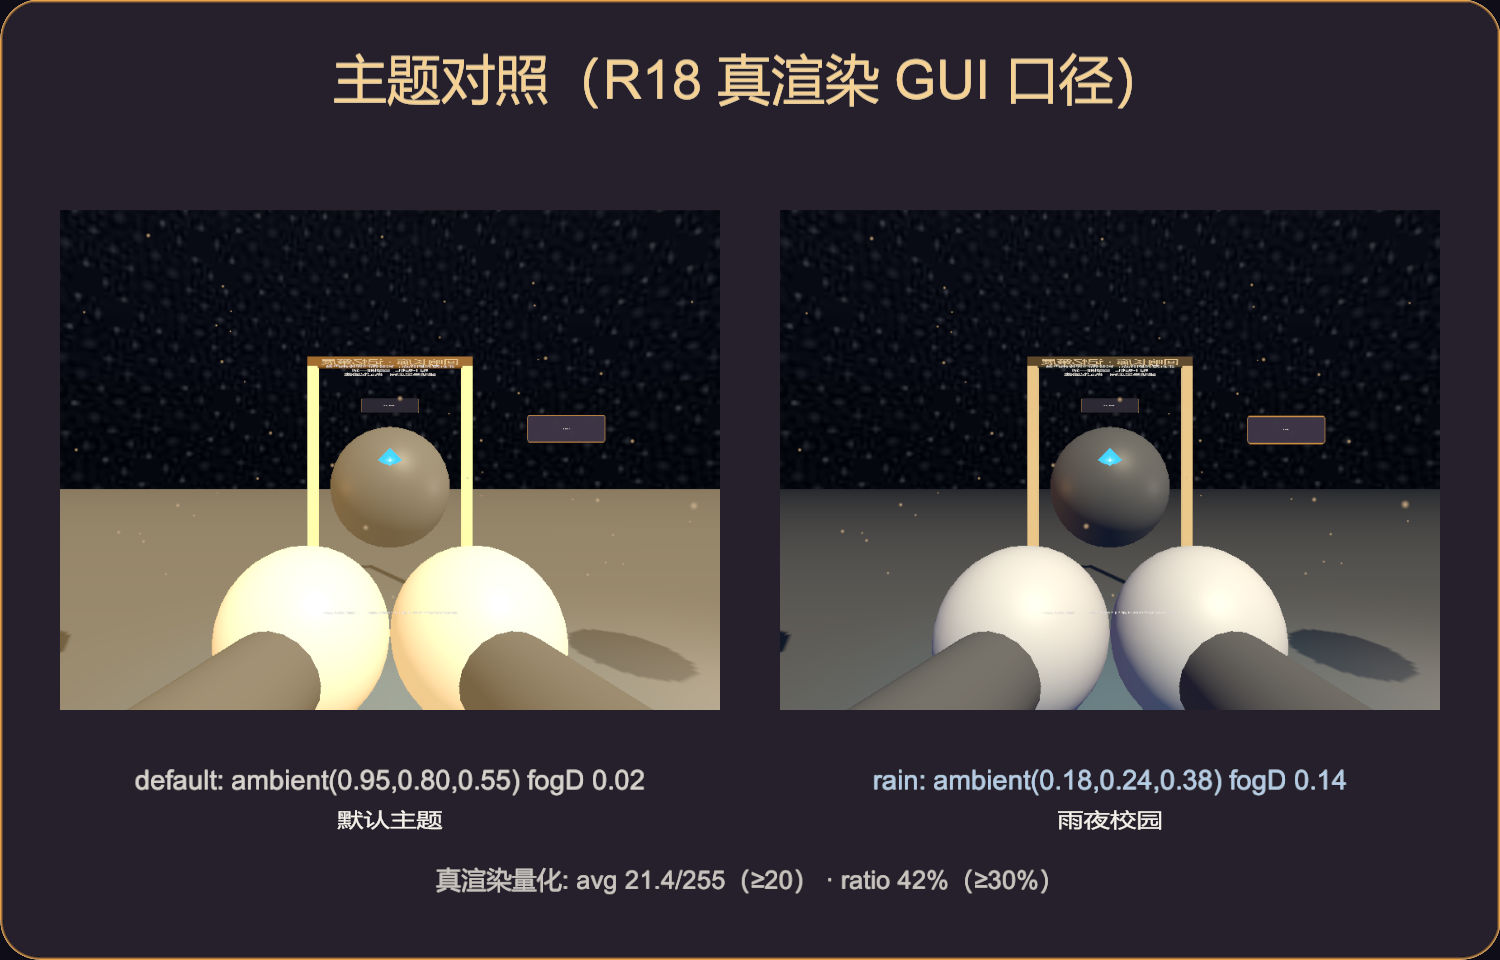 主题对照（R18 真渲染 GUI 口径）
default: ambient(0.95,0.80,0.55) fogD 0.02
默认主题
rain: ambient(0.18,0.24,0.38) fogD 0.14
雨夜校园
真渲染量化: avg 21.4/255（≥20） · ratio 42%（≥30%）